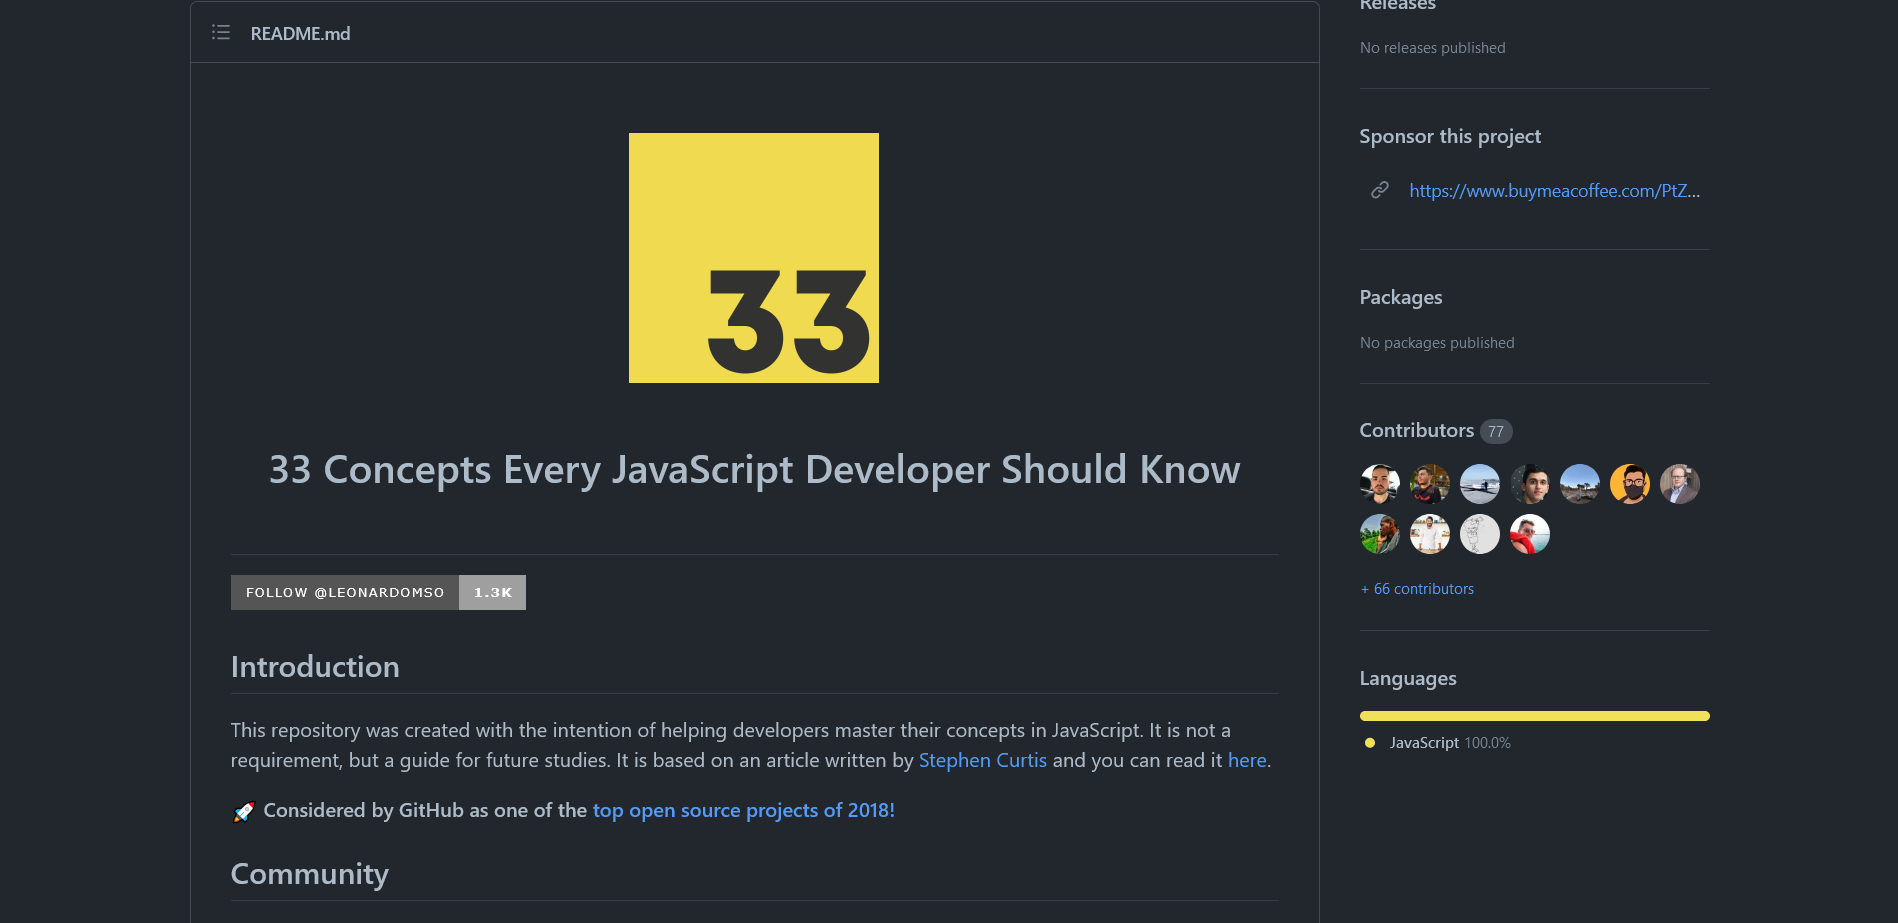 README.md
33
33 Concepts Every JavaScript Developer Should Know
FOLLOW @LEONARDOMSO 1.3K
Introduction
This repository was created with the intention of helping developers master their concepts in JavaScript. It is not a
requirement, but a guide for future studies. It is based on an article written by Stephen Curtis and you can read it here.
🚀 Considered by GitHub as one of the top open source projects of 2018!
Community
Releases
No releases published
Sponsor this project
https://www.buymeacoffee.com/PtZ...
Packages
No packages published
Contributors 77
+ 66 contributors
Languages
JavaScript 100.0%